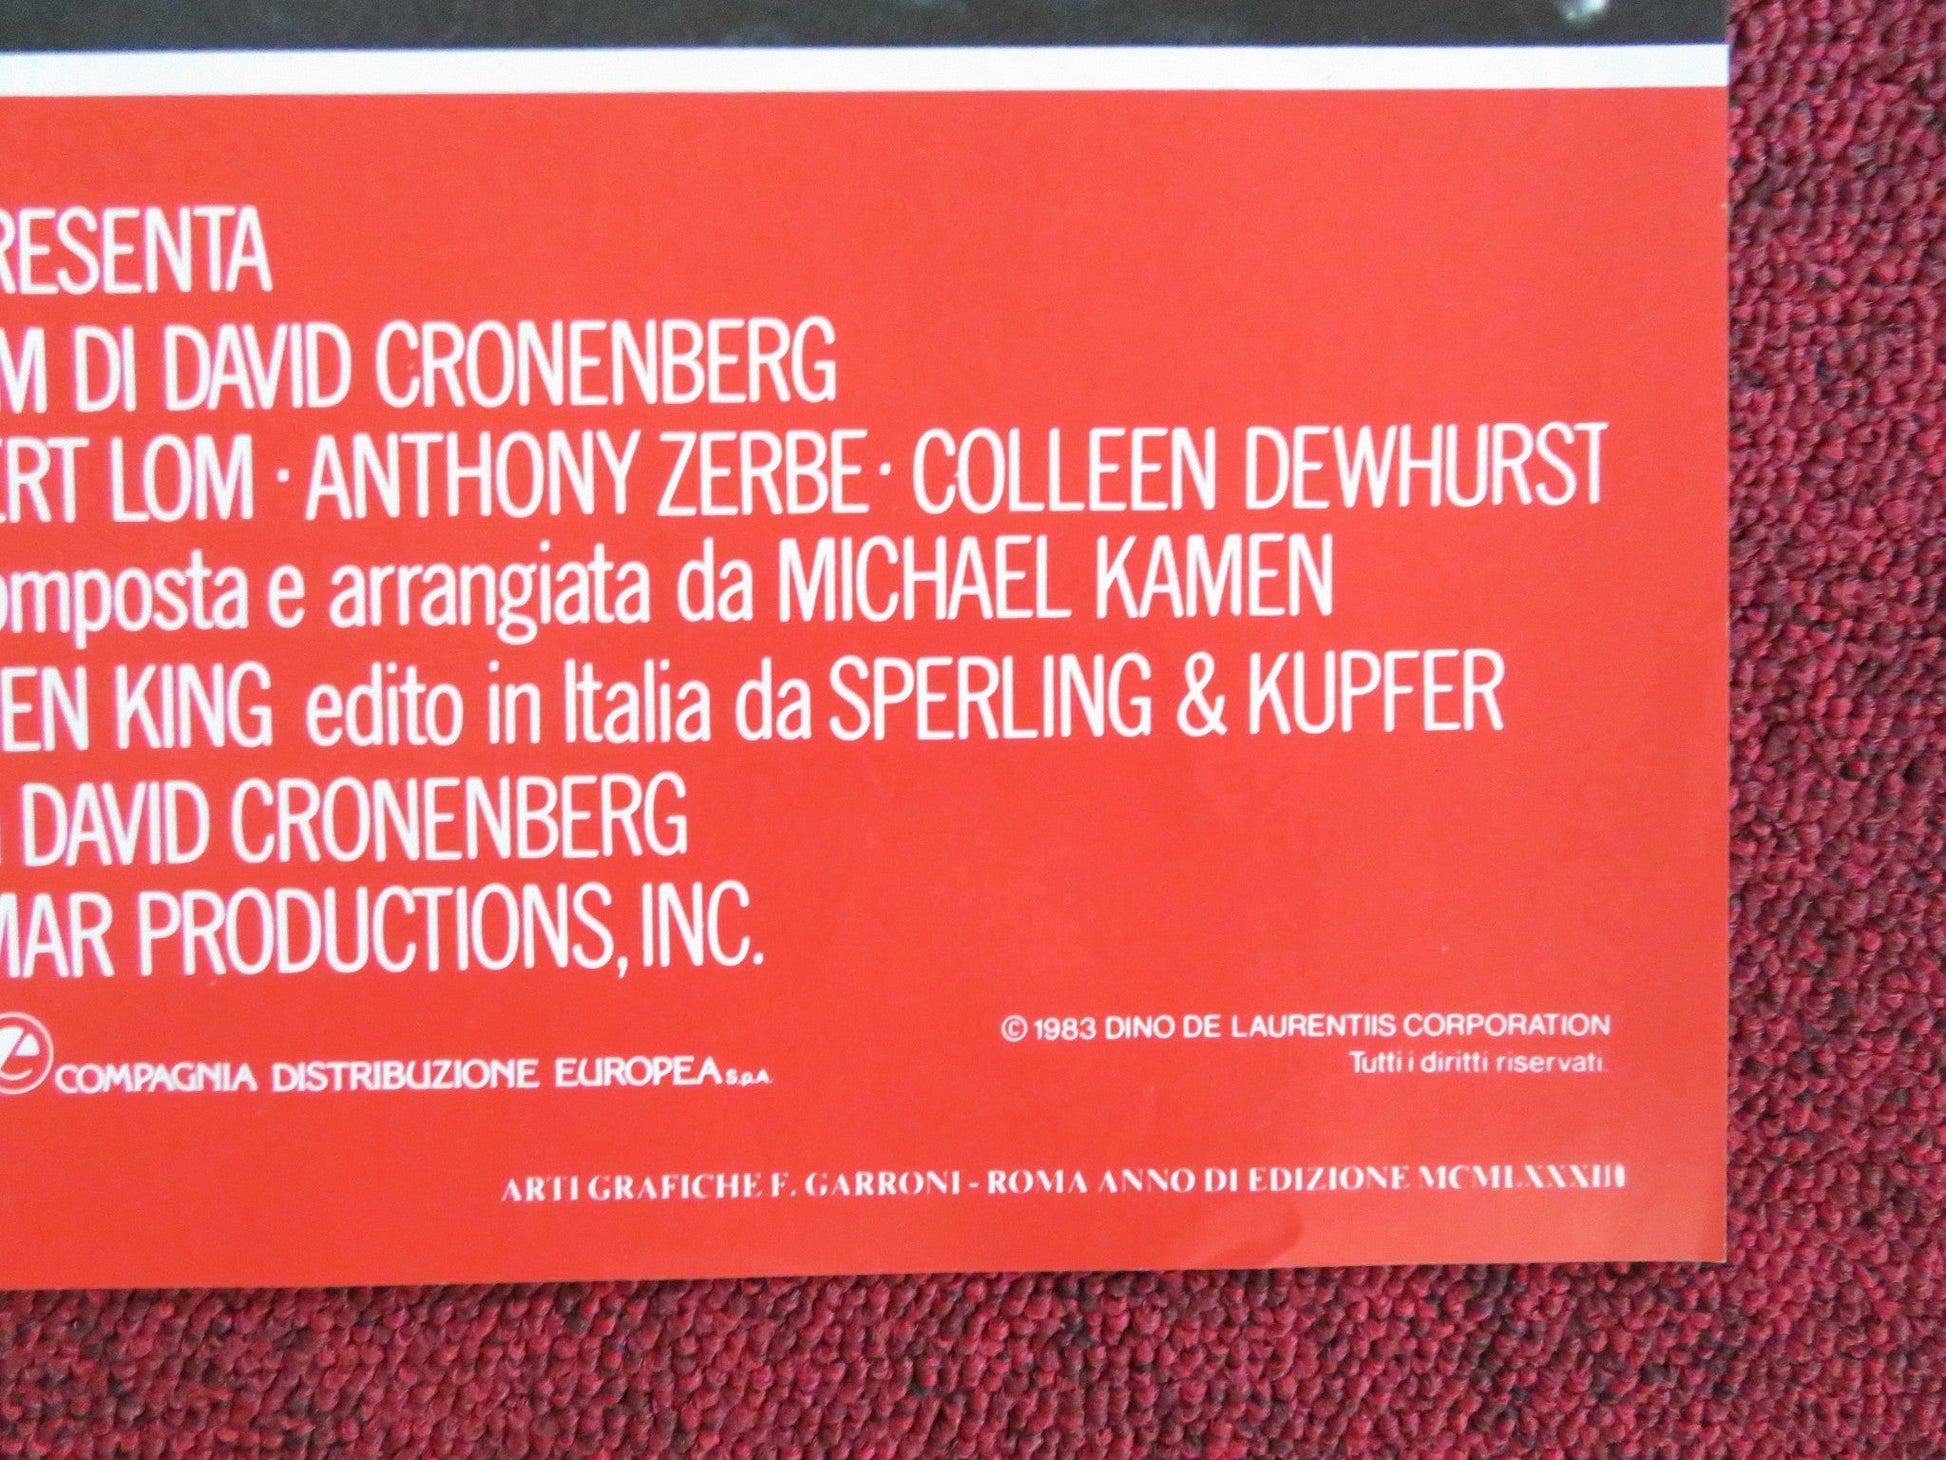 RESENTA
M DI DAVID CRONENBERG
ERT LOM · ANTHONY ZERBE · COLLEEN DEWHURST
omposta e arrangiata da MICHAEL KAMEN
EN KING edito in Italia da SPERLING & KUPFER
DAVID CRONENBERG
MAR PRODUCTIONS, INC.
COMPAGNIA DISTRIBUZIONE EUROPEA S.p.A.
© 1983 DINO DE LAURENTIIS CORPORATION
Tutti i diritti riservati.
ARTI GRAFICHE F. GARRONI - ROMA ANNO DI EDIZIONE